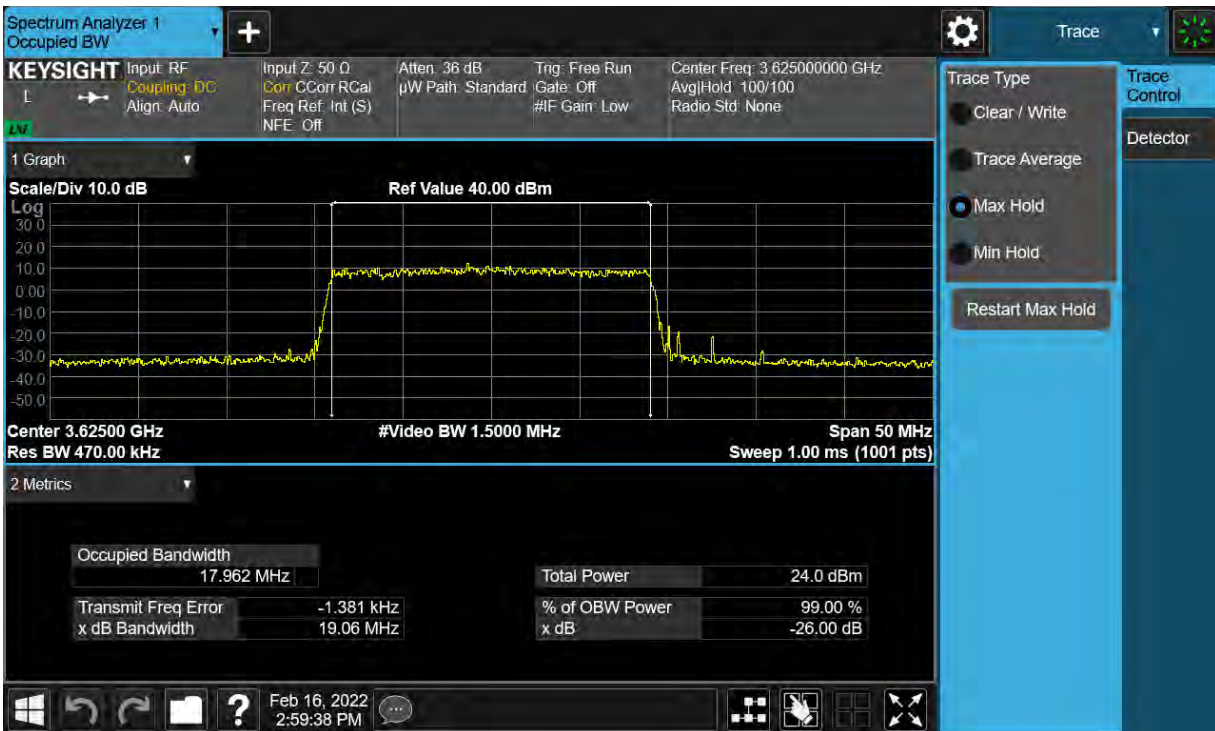 Spectrum Analyzer 1
Occupied BW
Trace
KEYSIGHT
L
Input: RF
Coupling: DC
Align: Auto
Input Z: 50 Ω
Corr CCorr RCal
Freq Ref: Int (S)
NFE: Off
Atten: 36 dB
µW Path: Standard
Trig: Free Run
Gate: Off
#IF Gain: Low
Center Freq: 3.625000000 GHz
Avg|Hold: 100/100
Radio Std: None
1 Graph
Scale/Div 10.0 dB
Ref Value 40.00 dBm
Log
30.0
20.0
10.0
0.00
-10.0
-20.0
-30.0
-40.0
-50.0
Center 3.62500 GHz
#Video BW 1.5000 MHz
Span 50 MHz
Res BW 470.00 kHz
Sweep 1.00 ms (1001 pts)
2 Metrics
Occupied Bandwidth
17.962 MHz
Total Power 24.0 dBm
Transmit Freq Error -1.381 kHz
% of OBW Power 99.00 %
x dB Bandwidth 19.06 MHz
x dB -26.00 dB
Feb 16, 2022
2:59:38 PM
Trace Type
Clear / Write
Trace Average
Max Hold
Min Hold
Restart Max Hold
Trace
Control
Detector